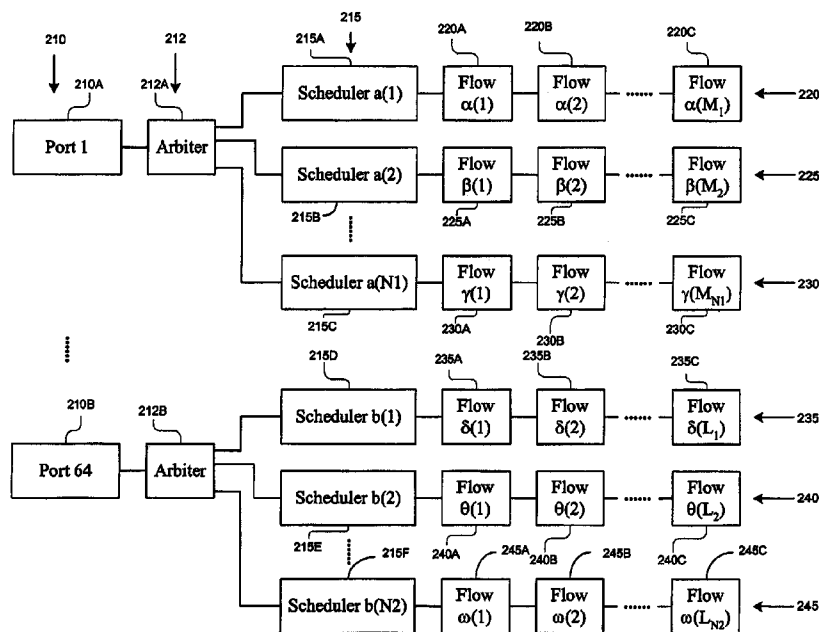 210
212
215
215A
220A
220B
220C
210A
212A
Scheduler a(1)
Flow
α(1)
Flow
α(2)
Flow
α(M₁)
220
Port 1
Arbiter
Scheduler a(2)
Flow
β(1)
Flow
β(2)
Flow
β(M₂)
225
215B
225A
225B
225C
Scheduler a(N1)
Flow
γ(1)
Flow
γ(2)
Flow
γ(M_N1)
230
215C
230A
230B
230C
215D
235A
235B
235C
210B
212B
Scheduler b(1)
Flow
δ(1)
Flow
δ(2)
Flow
δ(L₁)
235
Port 64
Arbiter
Scheduler b(2)
Flow
θ(1)
Flow
θ(2)
Flow
θ(L₂)
240
215E
240A
240B
240C
215F
245A
245B
245C
Scheduler b(N2)
Flow
ω(1)
Flow
ω(2)
Flow
ω(L_N2)
245